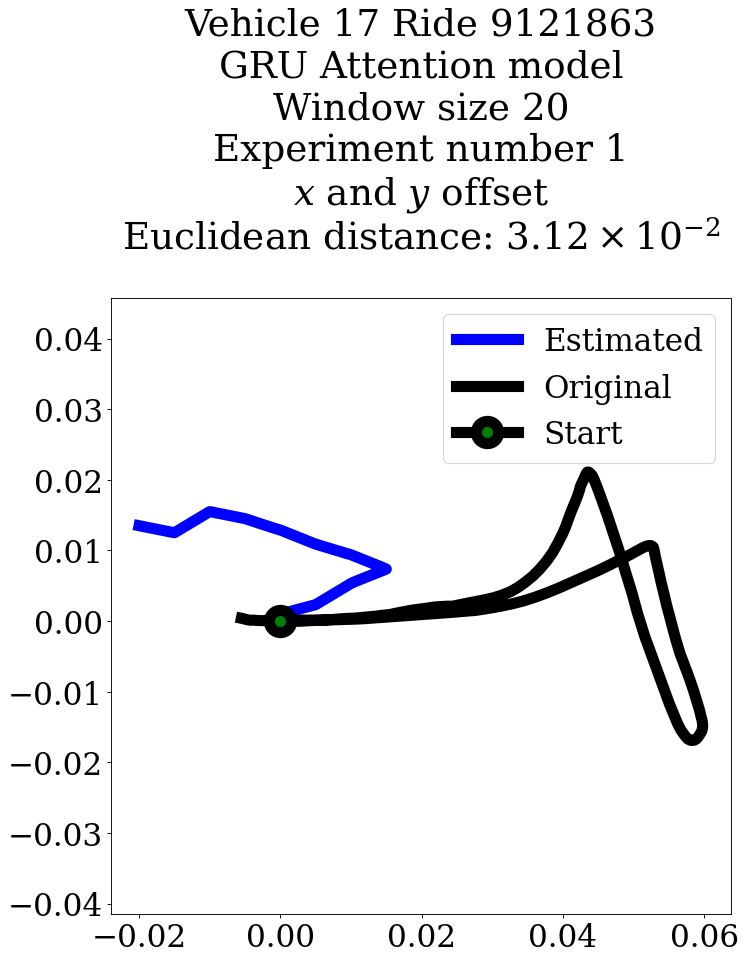 Vehicle 17 Ride 9121863
GRU Attention model
Window size 20
Experiment number 1
x and y offset
Euclidean distance: 3.12 × 10⁻²
Estimated
Original
Start
0.04
0.03
0.02
0.01
0.00
−0.01
−0.02
−0.03
−0.04
−0.02 0.00 0.02 0.04 0.06